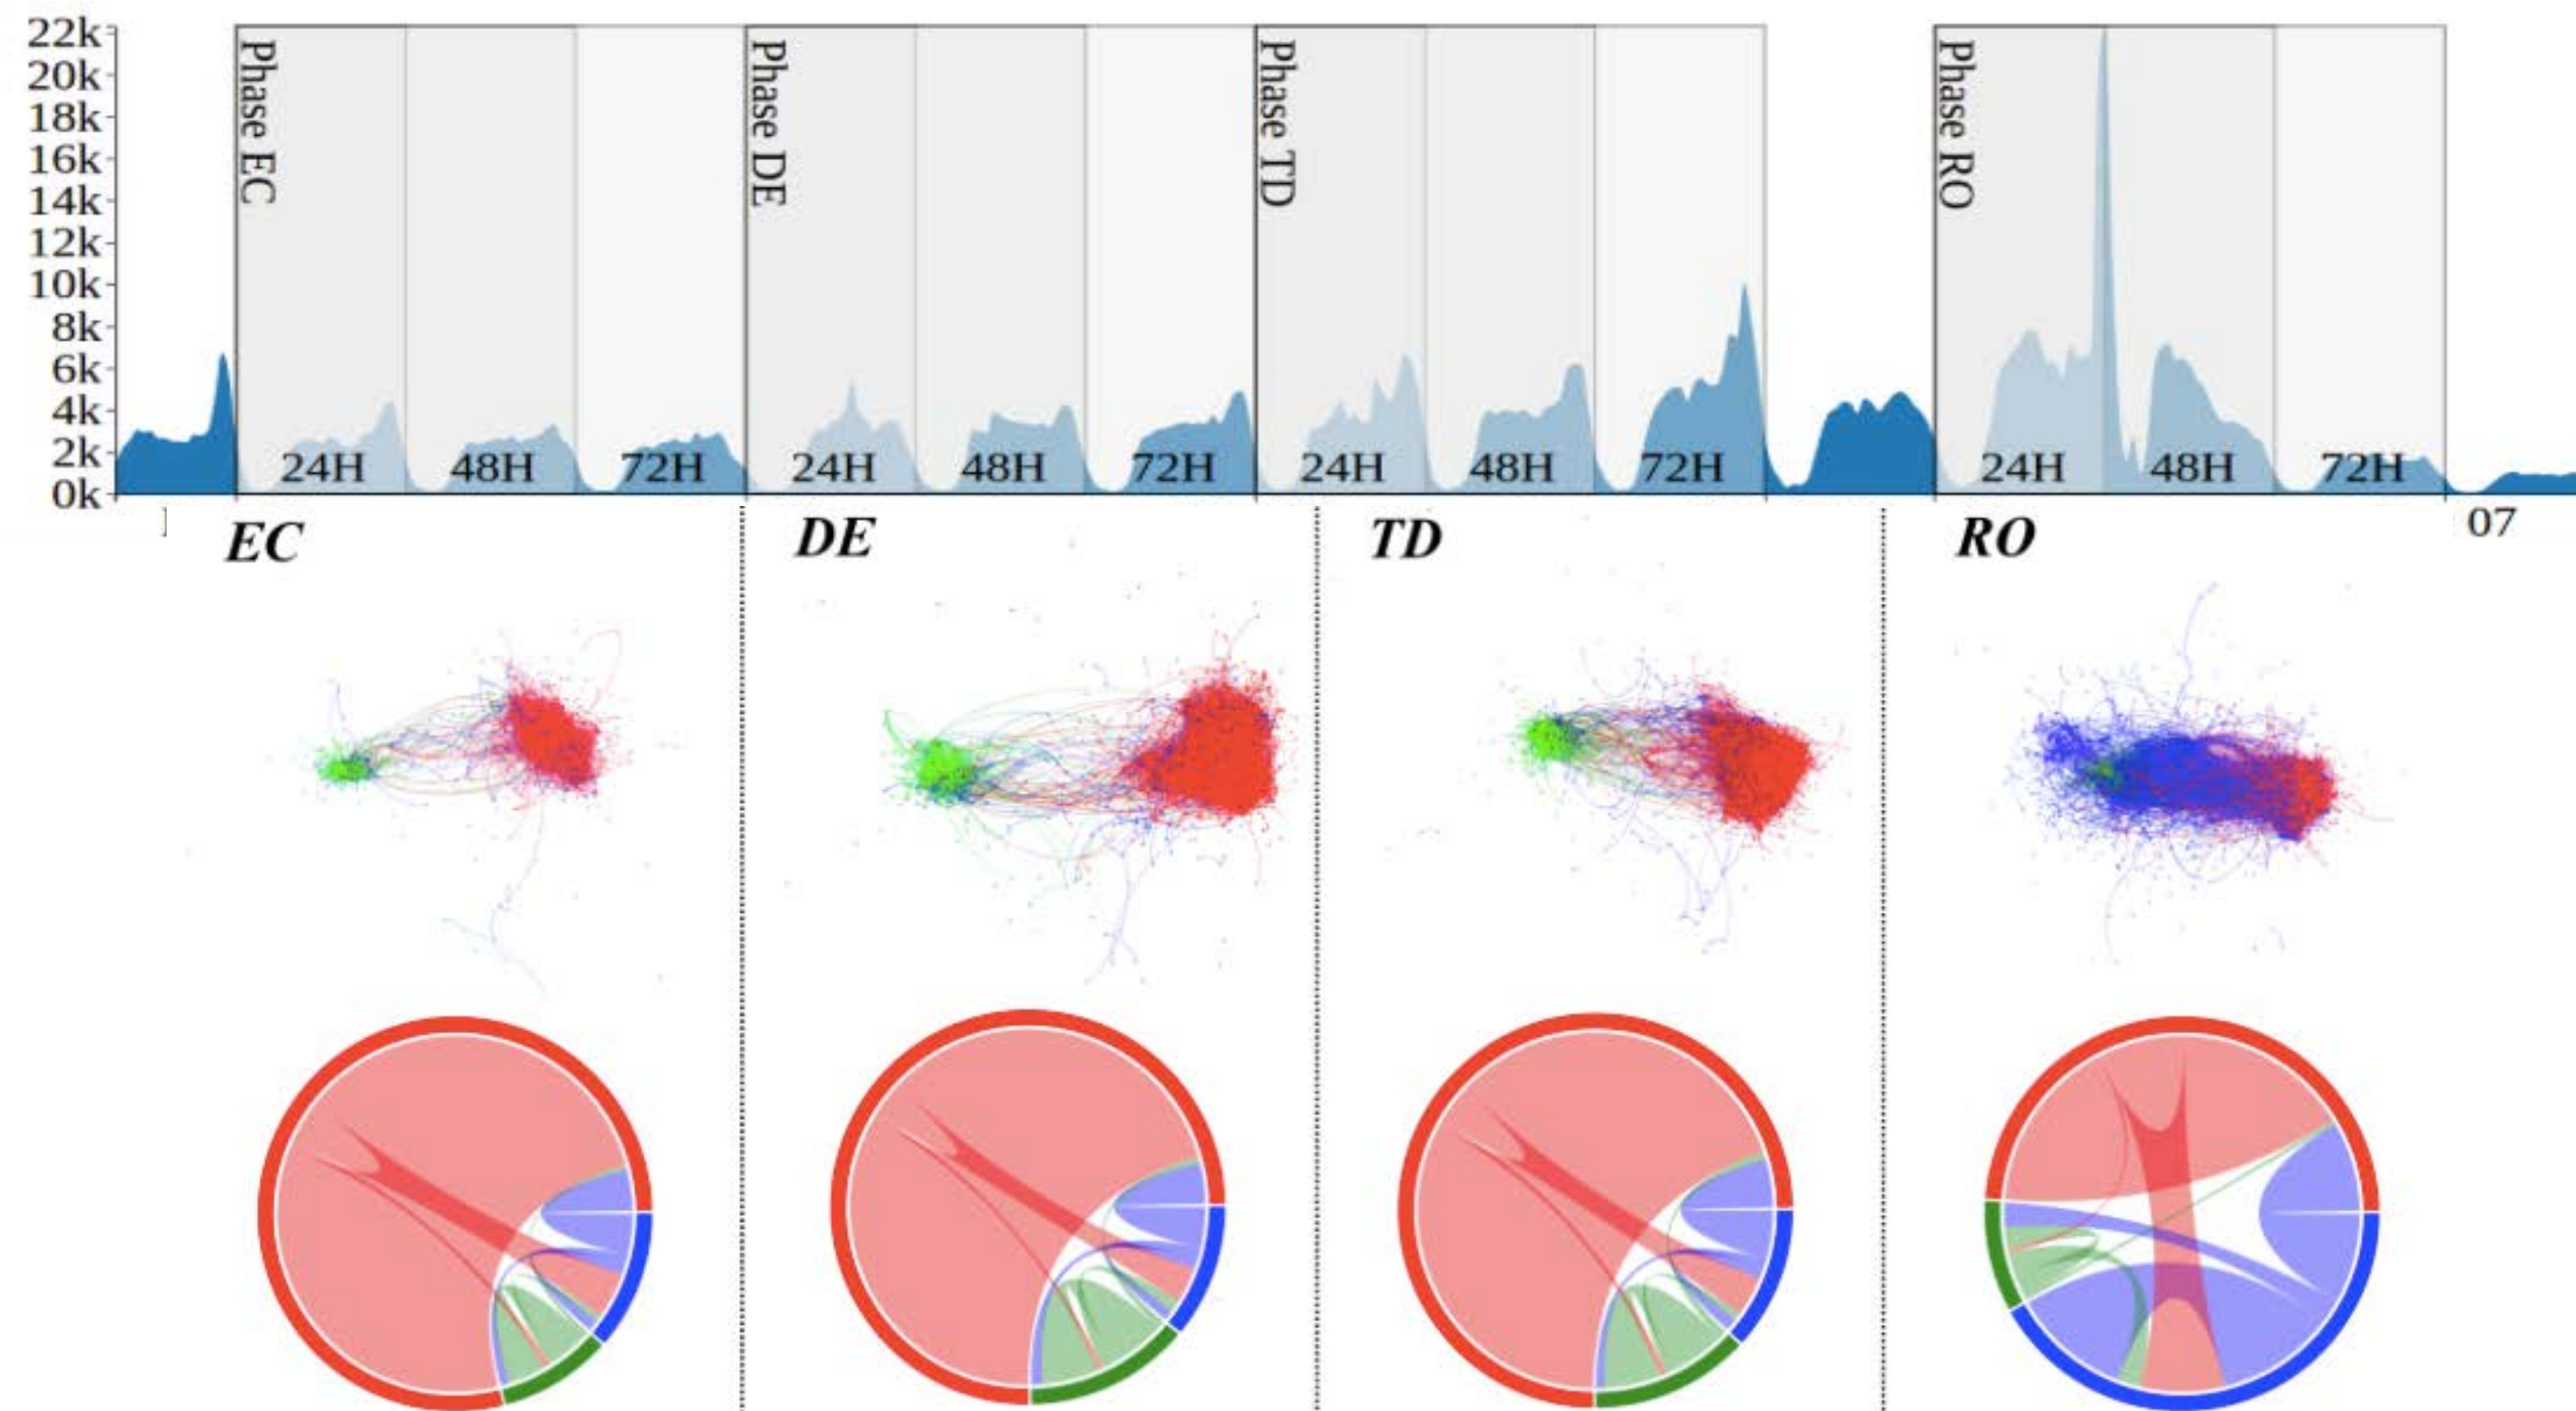 22k
20k
18k
16k
14k
12k
10k
8k
6k
4k
2k
0k
Phase EC
24H
48H
72H
Phase DE
24H
48H
72H
Phase TD
24H
48H
72H
Phase RO
24H
48H
72H
07
EC
DE
TD
RO